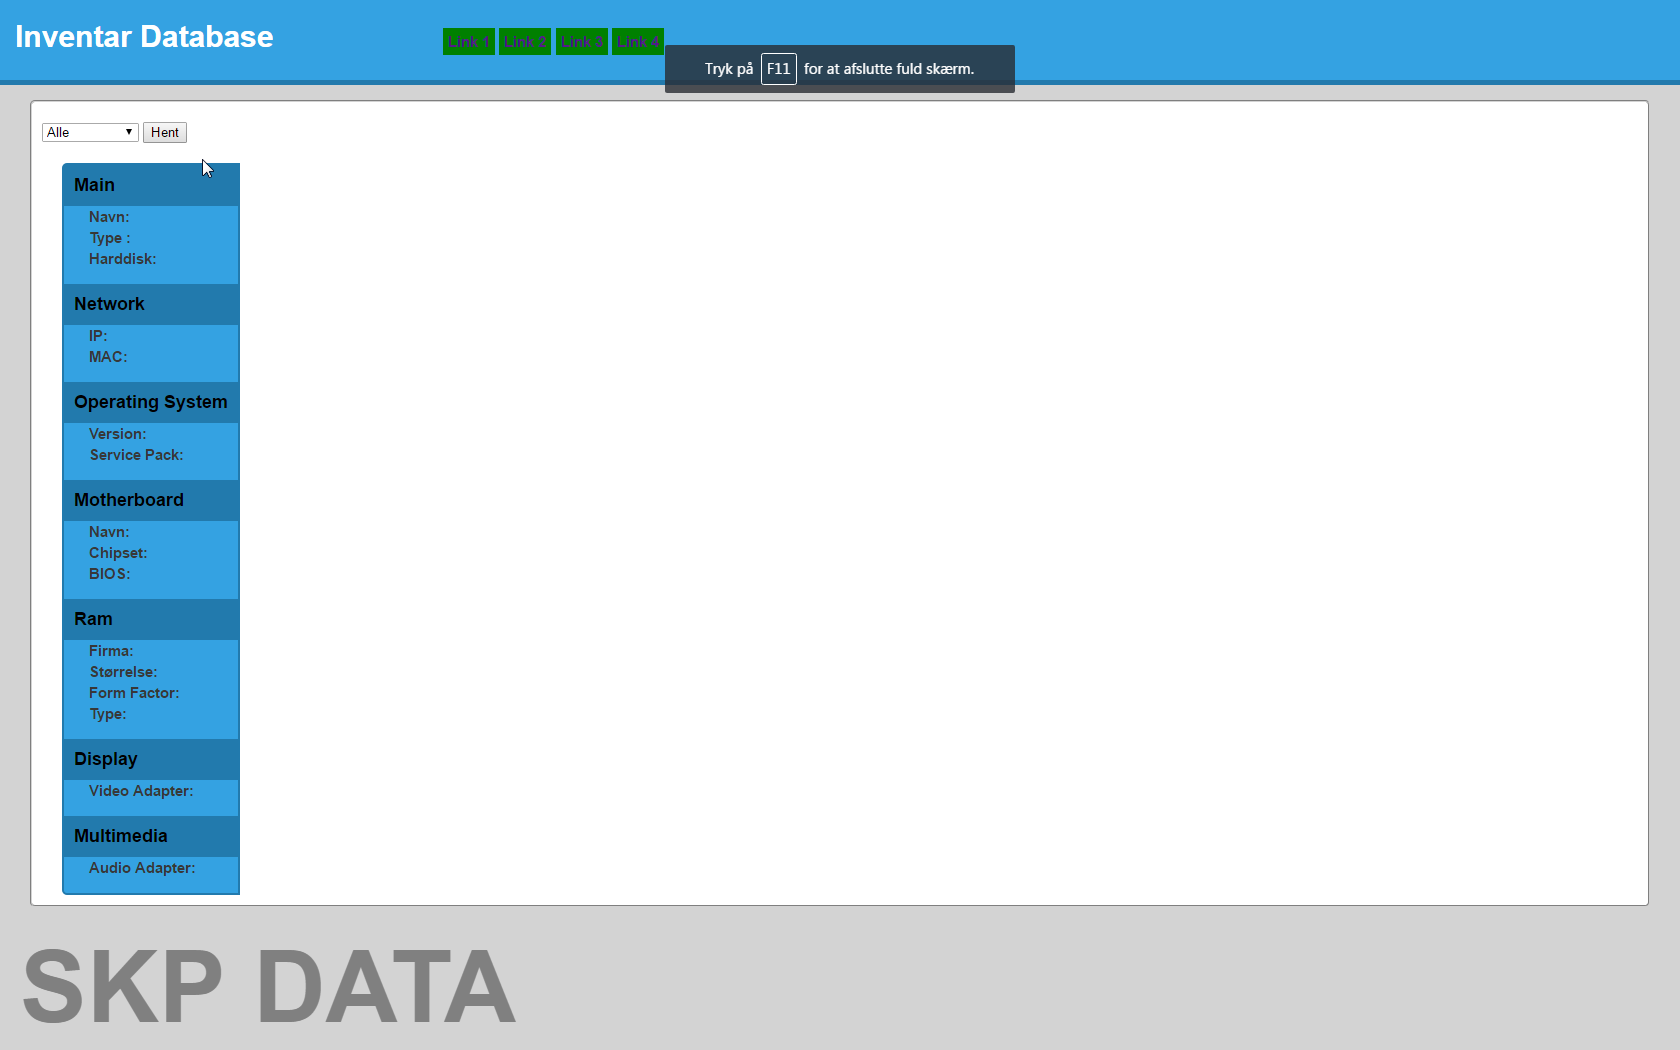 Inventar Database
Link 1 Link 2 Link 3 Link 4
Tryk på F11 for at afslutte fuld skærm.
Alle Hent
Main
Navn:
Type :
Harddisk:
Network
IP:
MAC:
Operating System
Version:
Service Pack:
Motherboard
Navn:
Chipset:
BIOS:
Ram
Firma:
Størrelse:
Form Factor:
Type:
Display
Video Adapter:
Multimedia
Audio Adapter:
SKP DATA